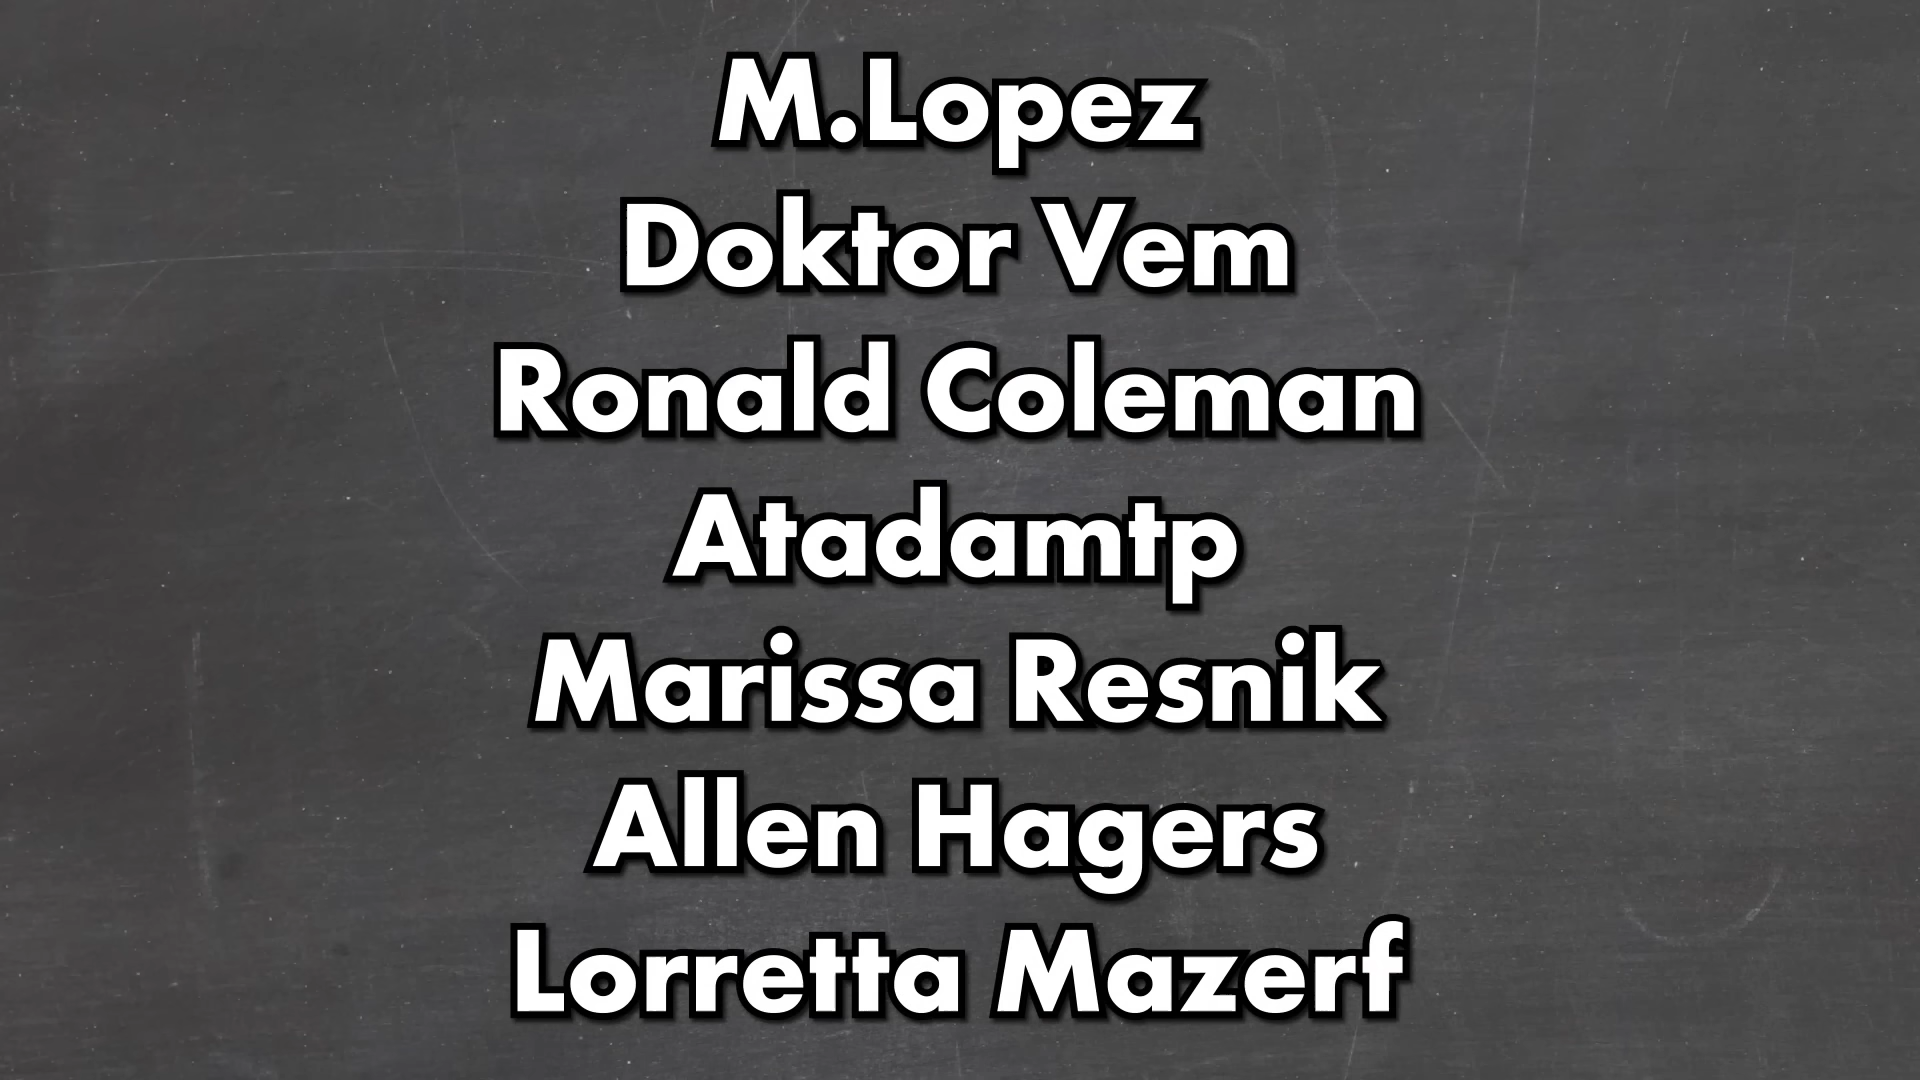 M.Lopez
Doktor Vem
Ronald Coleman
Atadamtp
Marissa Resnik
Allen Hagers
Lorretta Mazerf